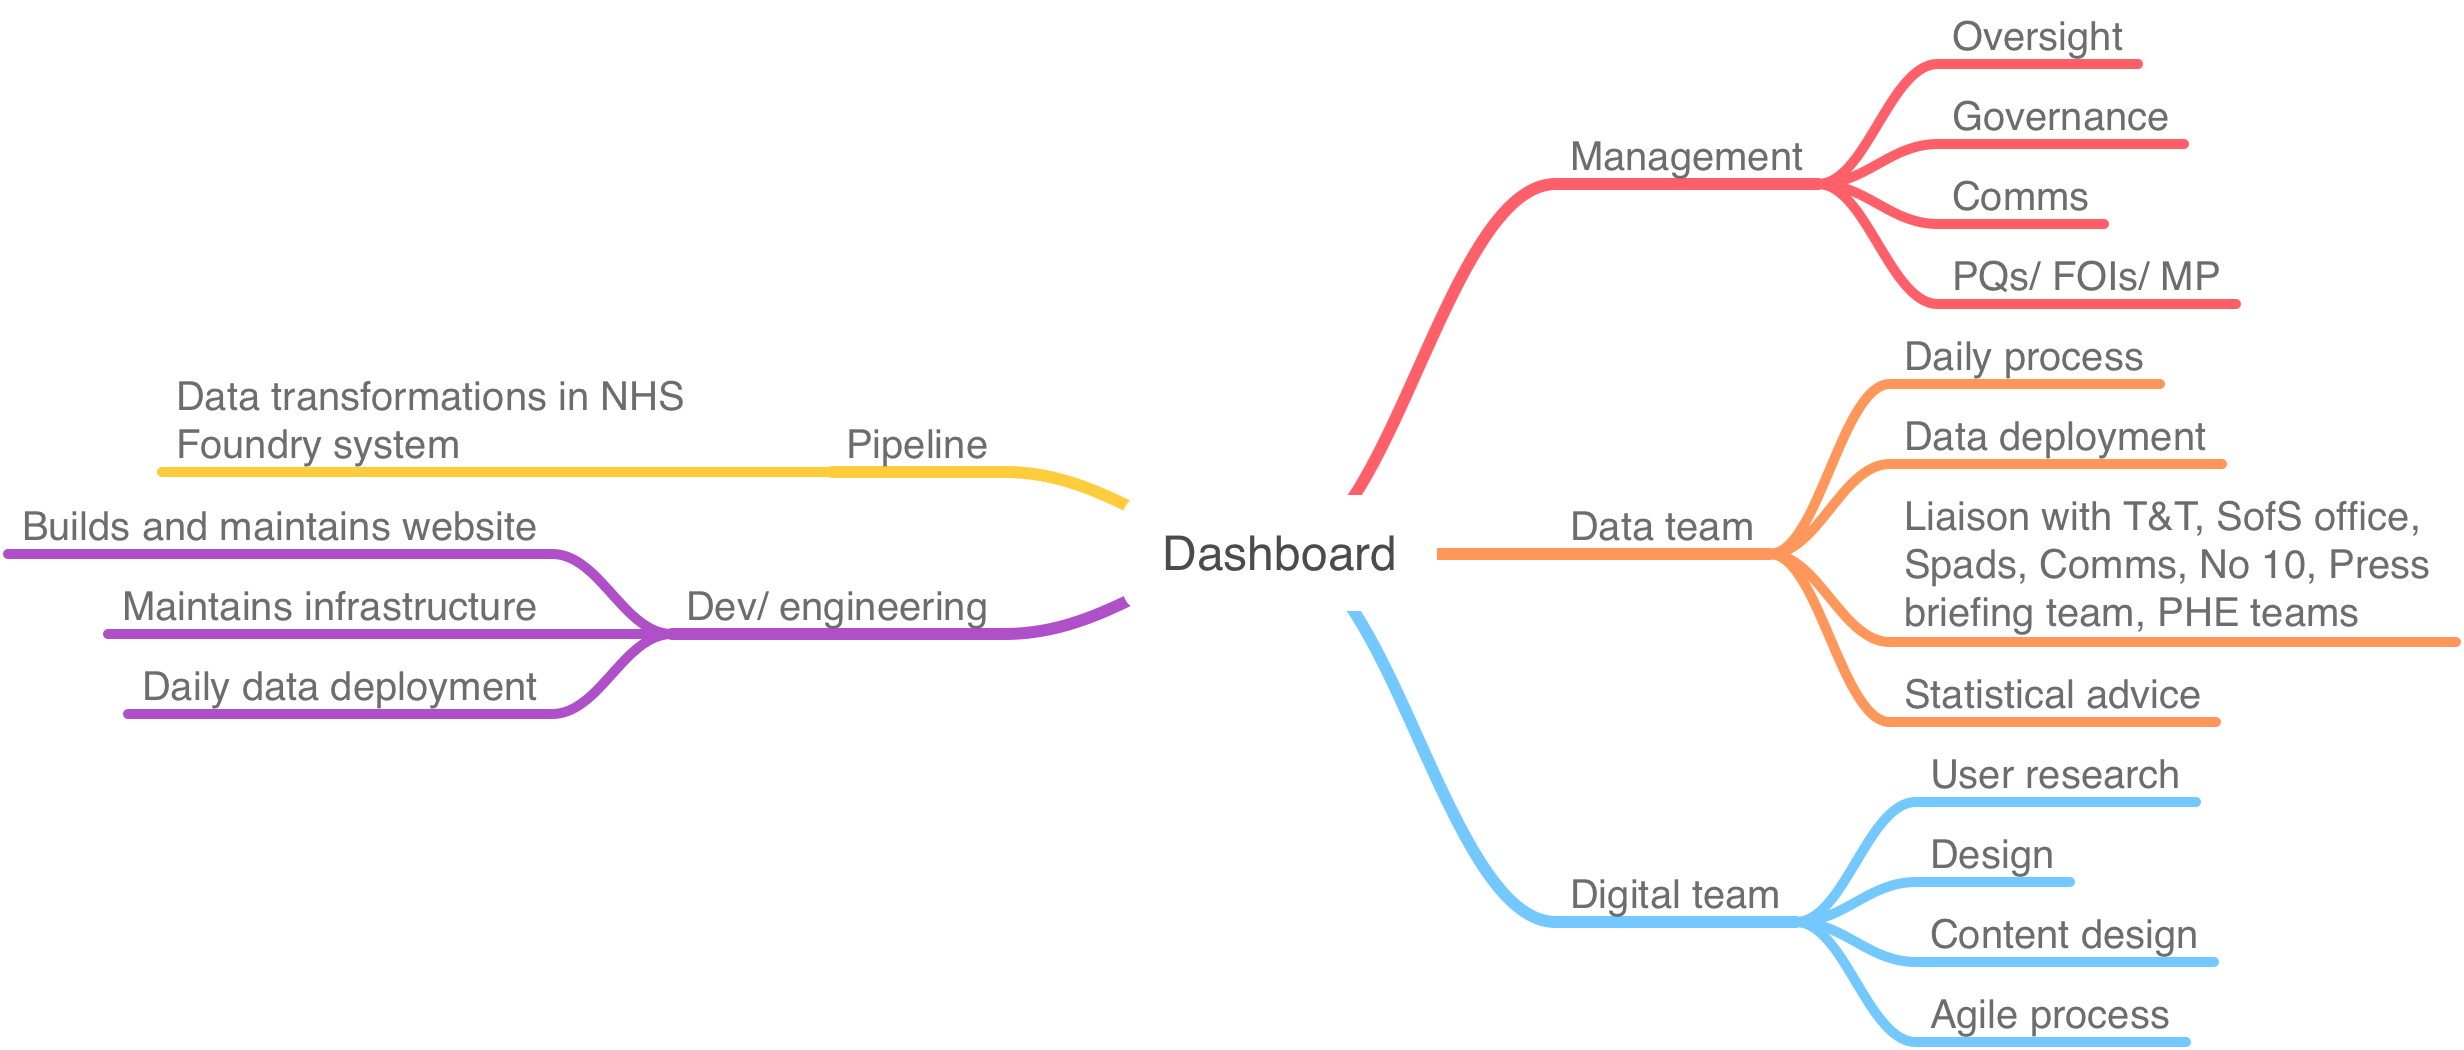 Dashboard
Management
Oversight
Governance
Comms
PQs/ FOIs/ MP
Data team
Daily process
Data deployment
Liaison with T&T, SofS office,
Spads, Comms, No 10, Press
briefing team, PHE teams
Statistical advice
Digital team
User research
Design
Content design
Agile process
Pipeline
Data transformations in NHS
Foundry system
Dev/ engineering
Builds and maintains website
Maintains infrastructure
Daily data deployment